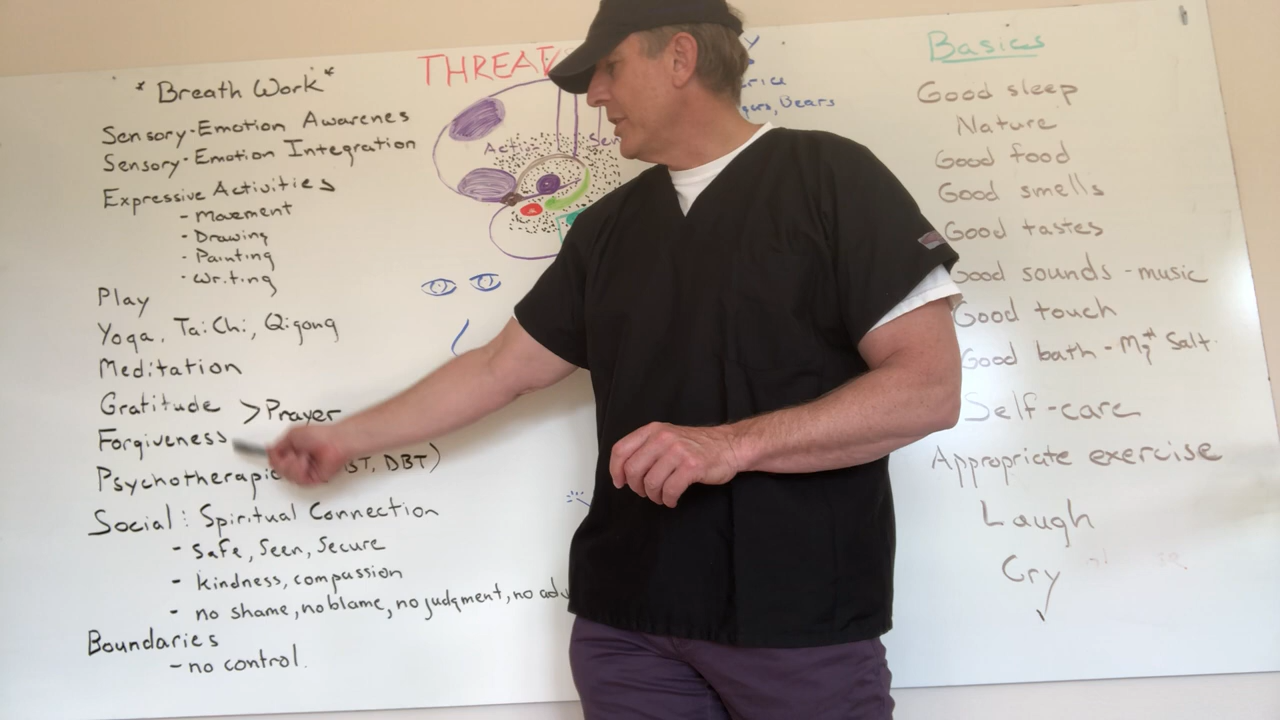 * Breath Work *
Sensory-Emotion Awarenes
Sensory-Emotion Integration
Expressive Activities
- Movement
- Drawing
- Painting
- Writing
Play
Yoga, Tai Chi, Qigong
Meditation
Gratitude > Prayer
Forgiveness
Psychotherapi
DBT)
Social : Spiritual Connection
- Safe, Seen, Secure
- kindness, compassion
- no shame, no blame, no judgment, no
Boundaries
- no control.
THREAT
Bears
Basics
Good sleep
Nature
Good food
Good smells
Good tastes
Good sounds - music
Good touch
Good bath - Mg++ Salt
Self-care
Appropriate exercise
Laugh
Cry